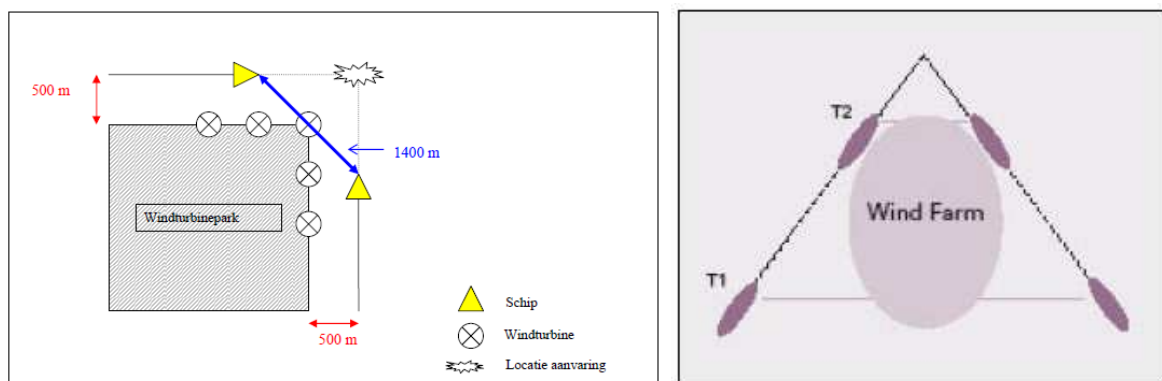 500 m
1400 m
Windturbinepark
Schip
Windturbine
500 m
Locatie aanvaring
T2
Wind Farm
T1